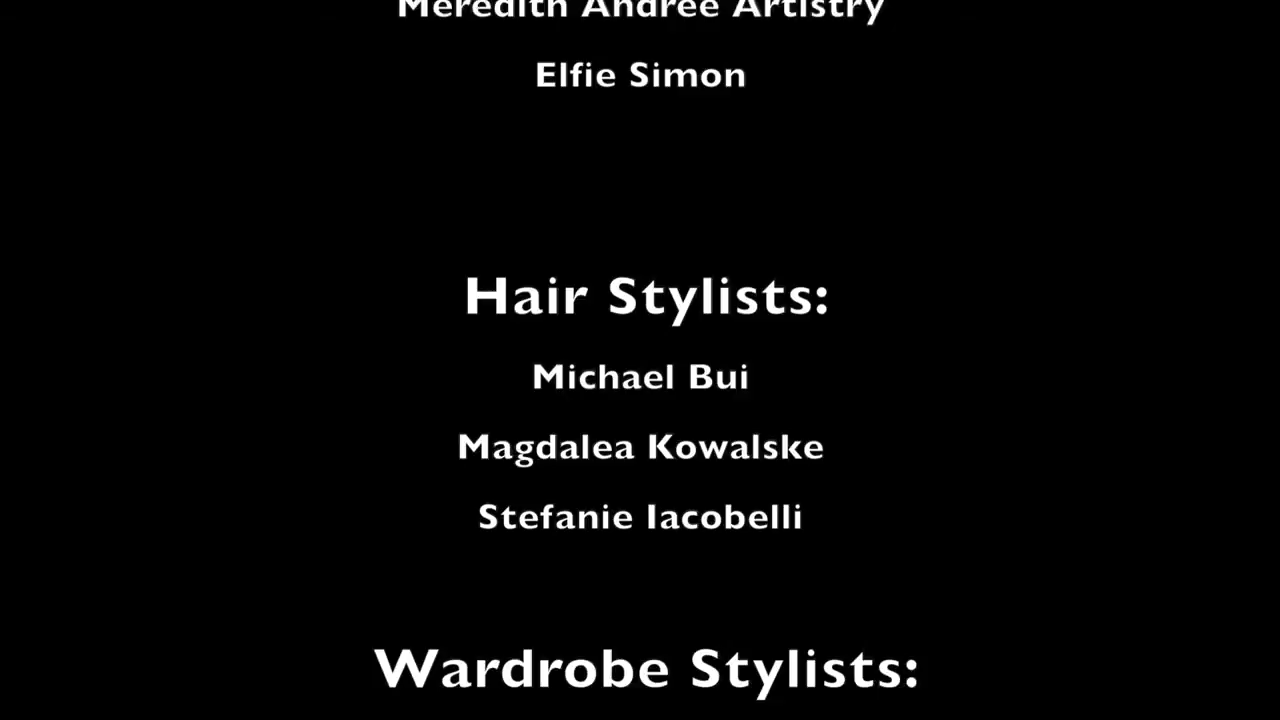 Meredith Andree Artistry
Elfie Simon
Hair Stylists:
Michael Bui
Magdalea Kowalske
Stefanie Iacobelli
Wardrobe Stylists: